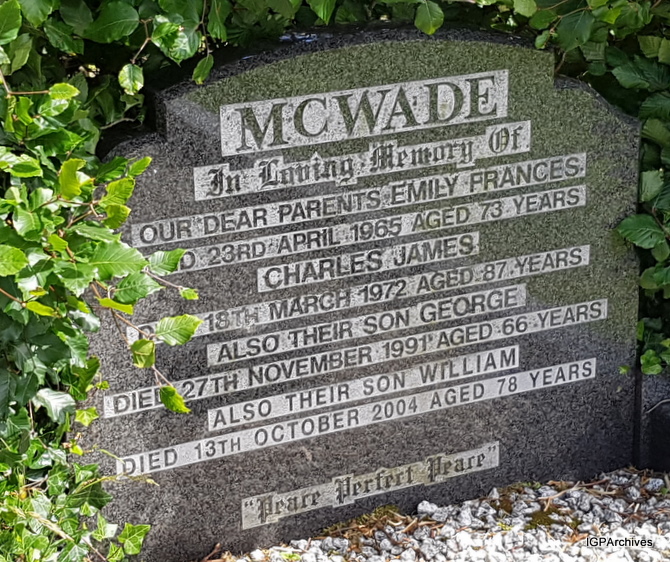 MCWADE
In Loving Memory Of
OUR DEAR PARENTS EMILY FRANCES.
D 23RD APRIL 1965 AGED 73 YEARS
CHARLES JAMES.
18TH MARCH 1972 AGED 87 YEARS
ALSO THEIR SON GEORGE
DIED 27TH NOVEMBER 1991 AGED 66 YEARS
ALSO THEIR SON WILLIAM
DIED 13TH OCTOBER 2004 AGED 78 YEARS
"Peace Perfect Peace"
IGPArchives